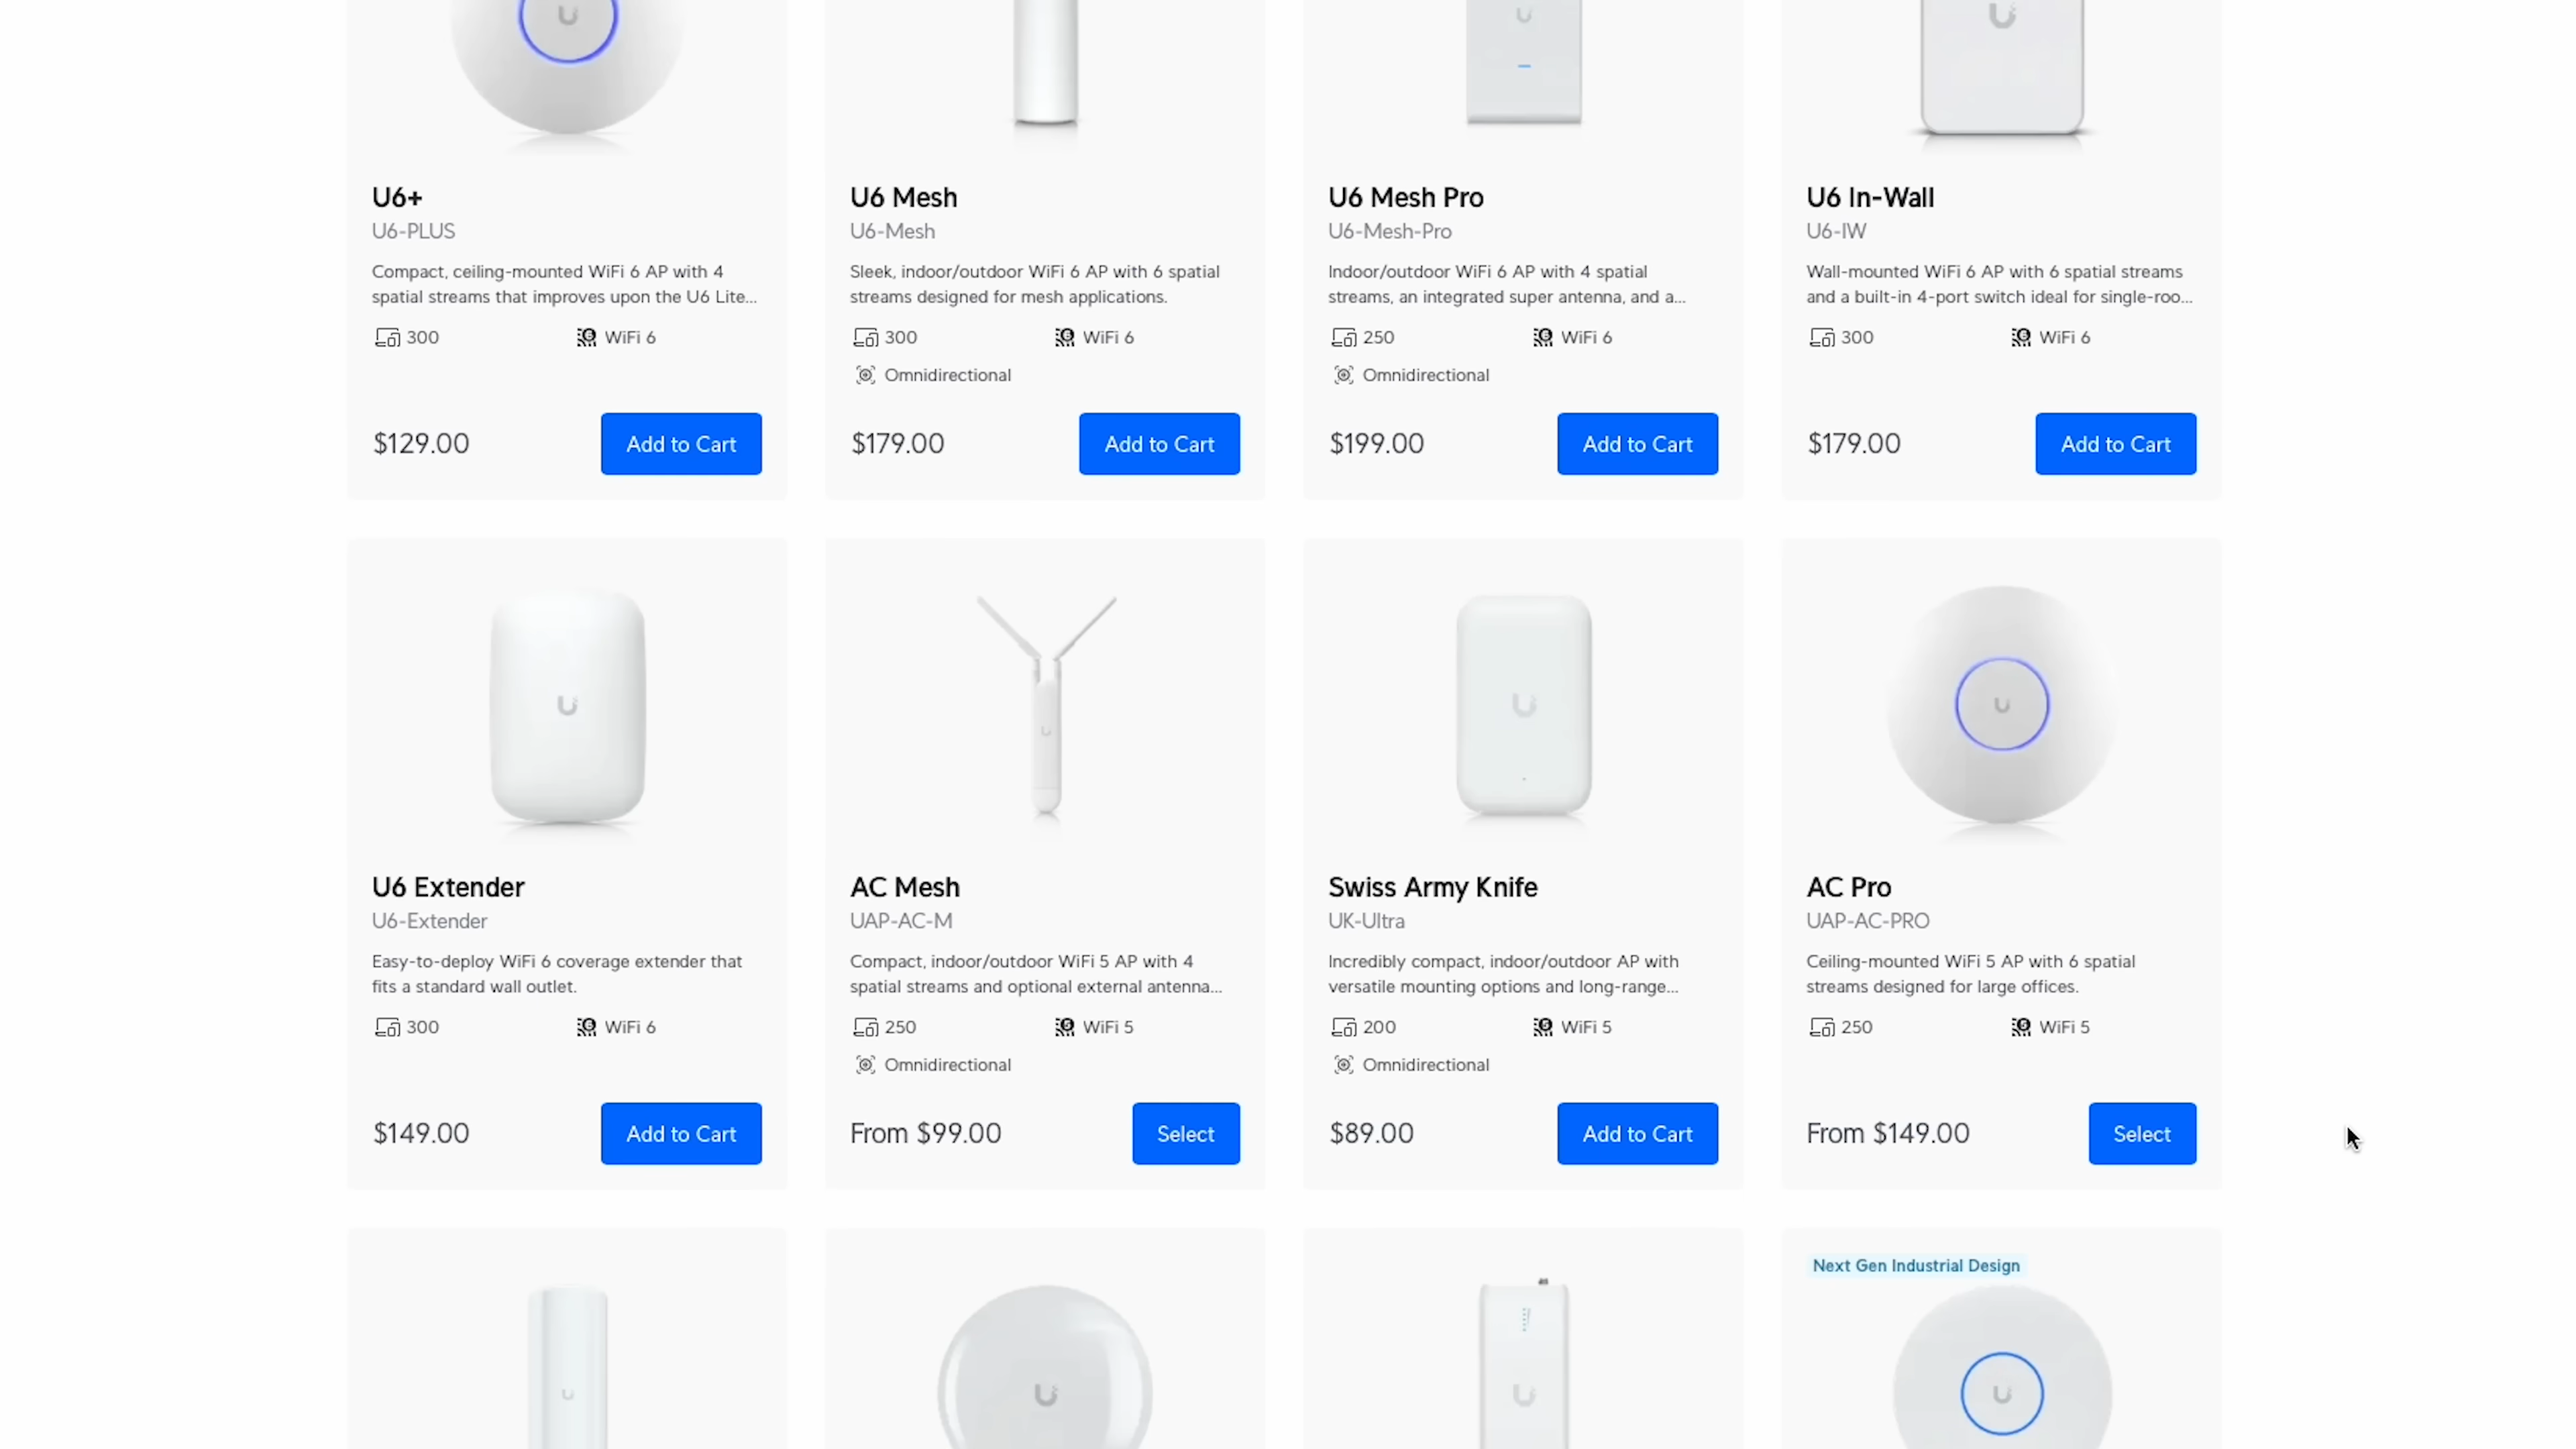 U6+
U6-PLUS
Compact, ceiling-mounted WiFi 6 AP with 4
spatial streams that improves upon the U6 Lite...
300
WiFi 6
$129.00
Add to Cart
U6 Mesh
U6-Mesh
Sleek, indoor/outdoor WiFi 6 AP with 6 spatial
streams designed for mesh applications.
300
WiFi 6
Omnidirectional
$179.00
Add to Cart
U6 Mesh Pro
U6-Mesh-Pro
Indoor/outdoor WiFi 6 AP with 4 spatial
streams, an integrated super antenna, and a...
250
WiFi 6
Omnidirectional
$199.00
Add to Cart
U6 In-Wall
U6-IW
Wall-mounted WiFi 6 AP with 6 spatial streams
and a built-in 4-port switch ideal for single-roo...
300
WiFi 6
$179.00
Add to Cart
U6 Extender
U6-Extender
Easy-to-deploy WiFi 6 coverage extender that
fits a standard wall outlet.
300
WiFi 6
$149.00
Add to Cart
AC Mesh
UAP-AC-M
Compact, indoor/outdoor WiFi 5 AP with 4
spatial streams and optional external antenna...
250
WiFi 5
Omnidirectional
From $99.00
Select
Swiss Army Knife
UK-Ultra
Incredibly compact, indoor/outdoor AP with
versatile mounting options and long-range...
200
WiFi 5
Omnidirectional
$89.00
Add to Cart
AC Pro
UAP-AC-PRO
Ceiling-mounted WiFi 5 AP with 6 spatial
streams designed for large offices.
250
WiFi 5
From $149.00
Select
Next Gen Industrial Design